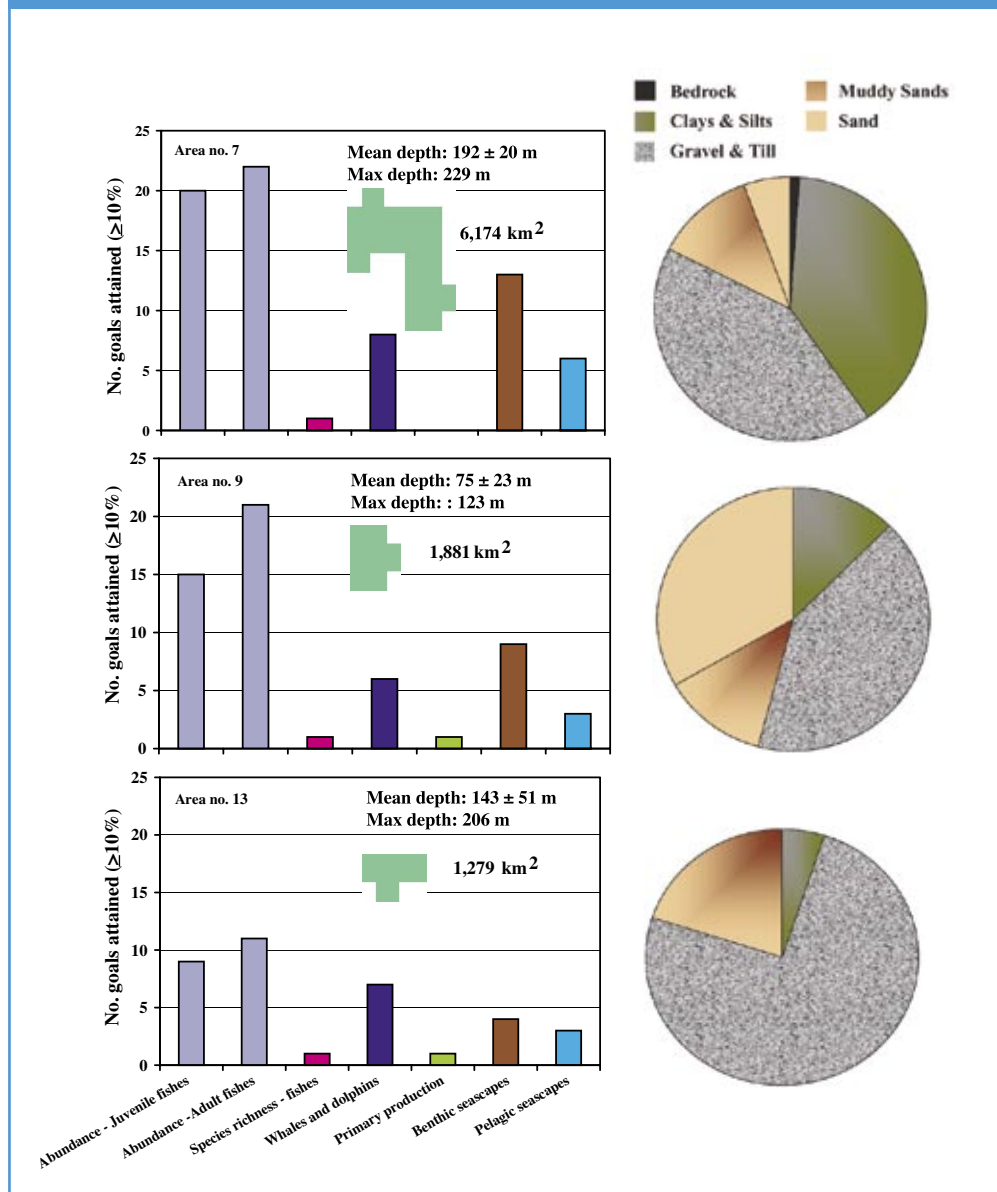 Bedrock
Muddy Sands
Clays & Silts
Sand
Gravel & Till
No. goals attained (≥10%)
25
20
15
10
5
0
Area no. 7
Mean depth: 192 ± 20 m
Max depth: 229 m
6,174 km²
No. goals attained (≥10%)
25
20
15
10
5
0
Area no. 9
Mean depth: 75 ± 23 m
Max depth: : 123 m
1,881 km²
No. goals attained (≥10%)
25
20
15
10
5
0
Area no. 13
Mean depth: 143 ± 51 m
Max depth: 206 m
1,279 km²
Abundance - Juvenile fishes
Abundance -Adult fishes
Species richness - fishes
Whales and dolphins
Primary production
Benthic seascapes
Pelagic seascapes